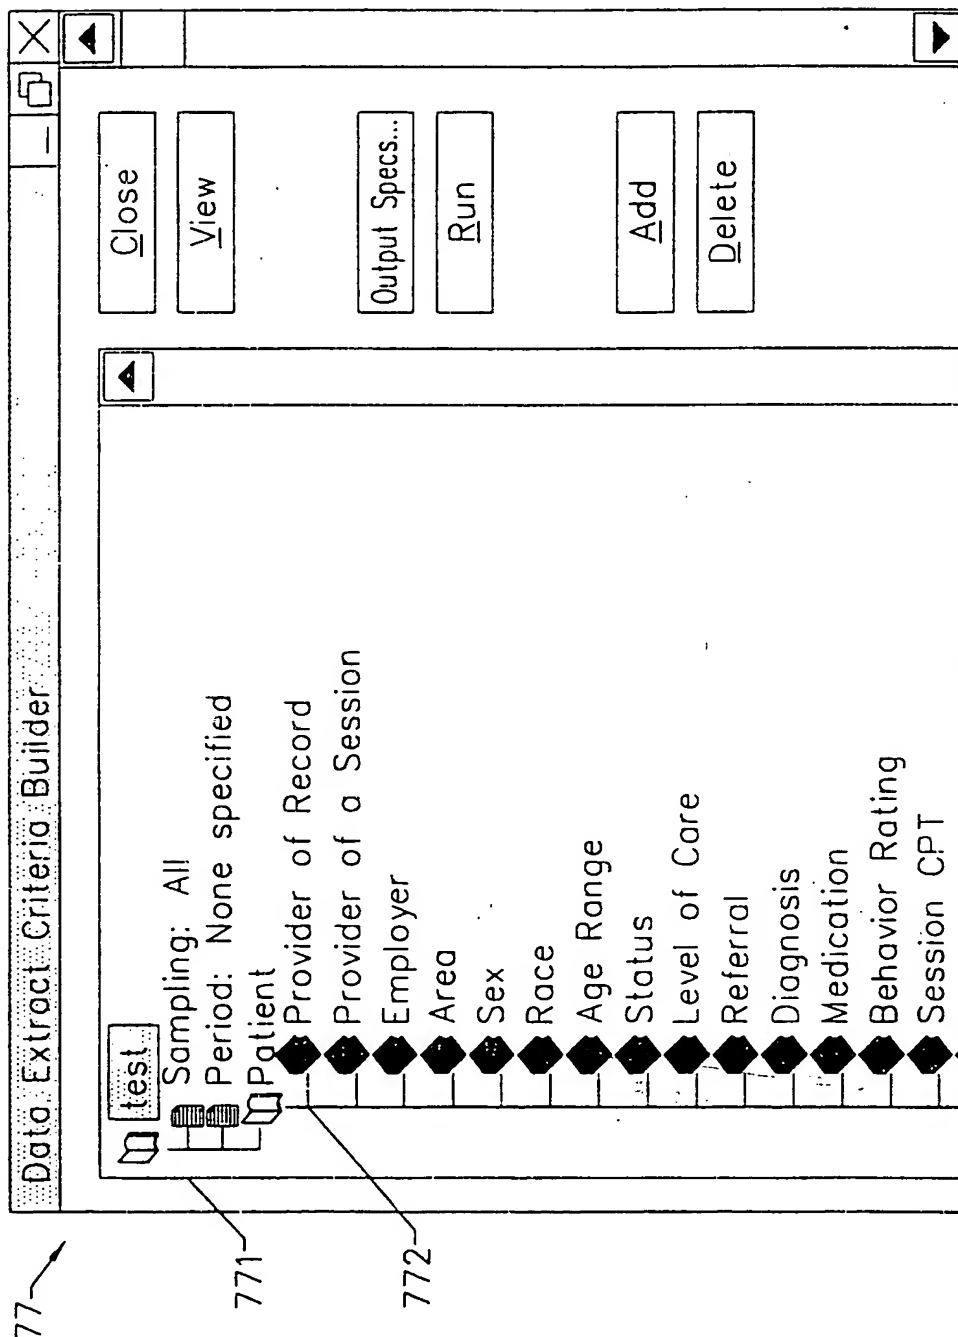 Data Extract Criteria Builder
test
Sampling: All
Period: None specified
Patient
Provider of Record
Provider of a Session
Employer
Area
Sex
Race
Age Range
Status
Level of Care
Referral
Diagnosis
Medication
Behavior Rating
Session CPT
Close
View
Output Specs...
Run
Add
Delete
77
771
772